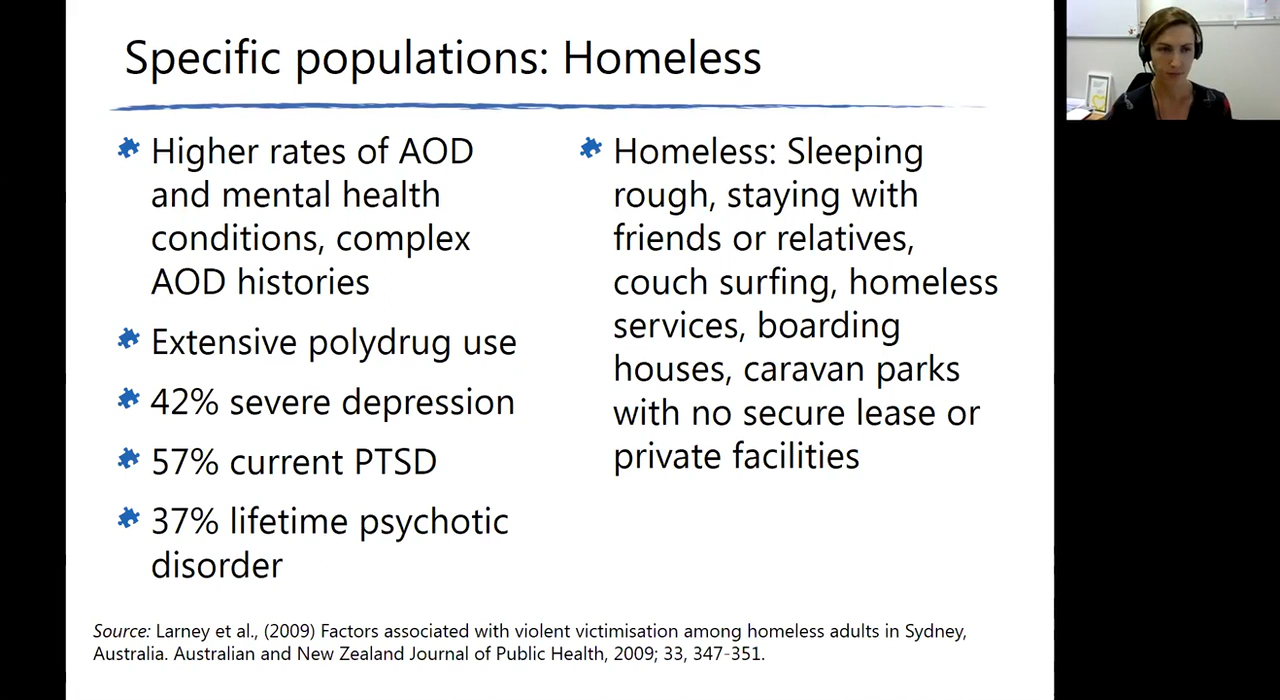 Specific populations: Homeless
Higher rates of AOD
and mental health
conditions, complex
AOD histories
Extensive polydrug use
42% severe depression
57% current PTSD
37% lifetime psychotic
disorder
Homeless: Sleeping
rough, staying with
friends or relatives,
couch surfing, homeless
services, boarding
houses, caravan parks
with no secure lease or
private facilities
Source: Larney et al., (2009) Factors associated with violent victimisation among homeless adults in Sydney,
Australia. Australian and New Zealand Journal of Public Health, 2009; 33, 347-351.